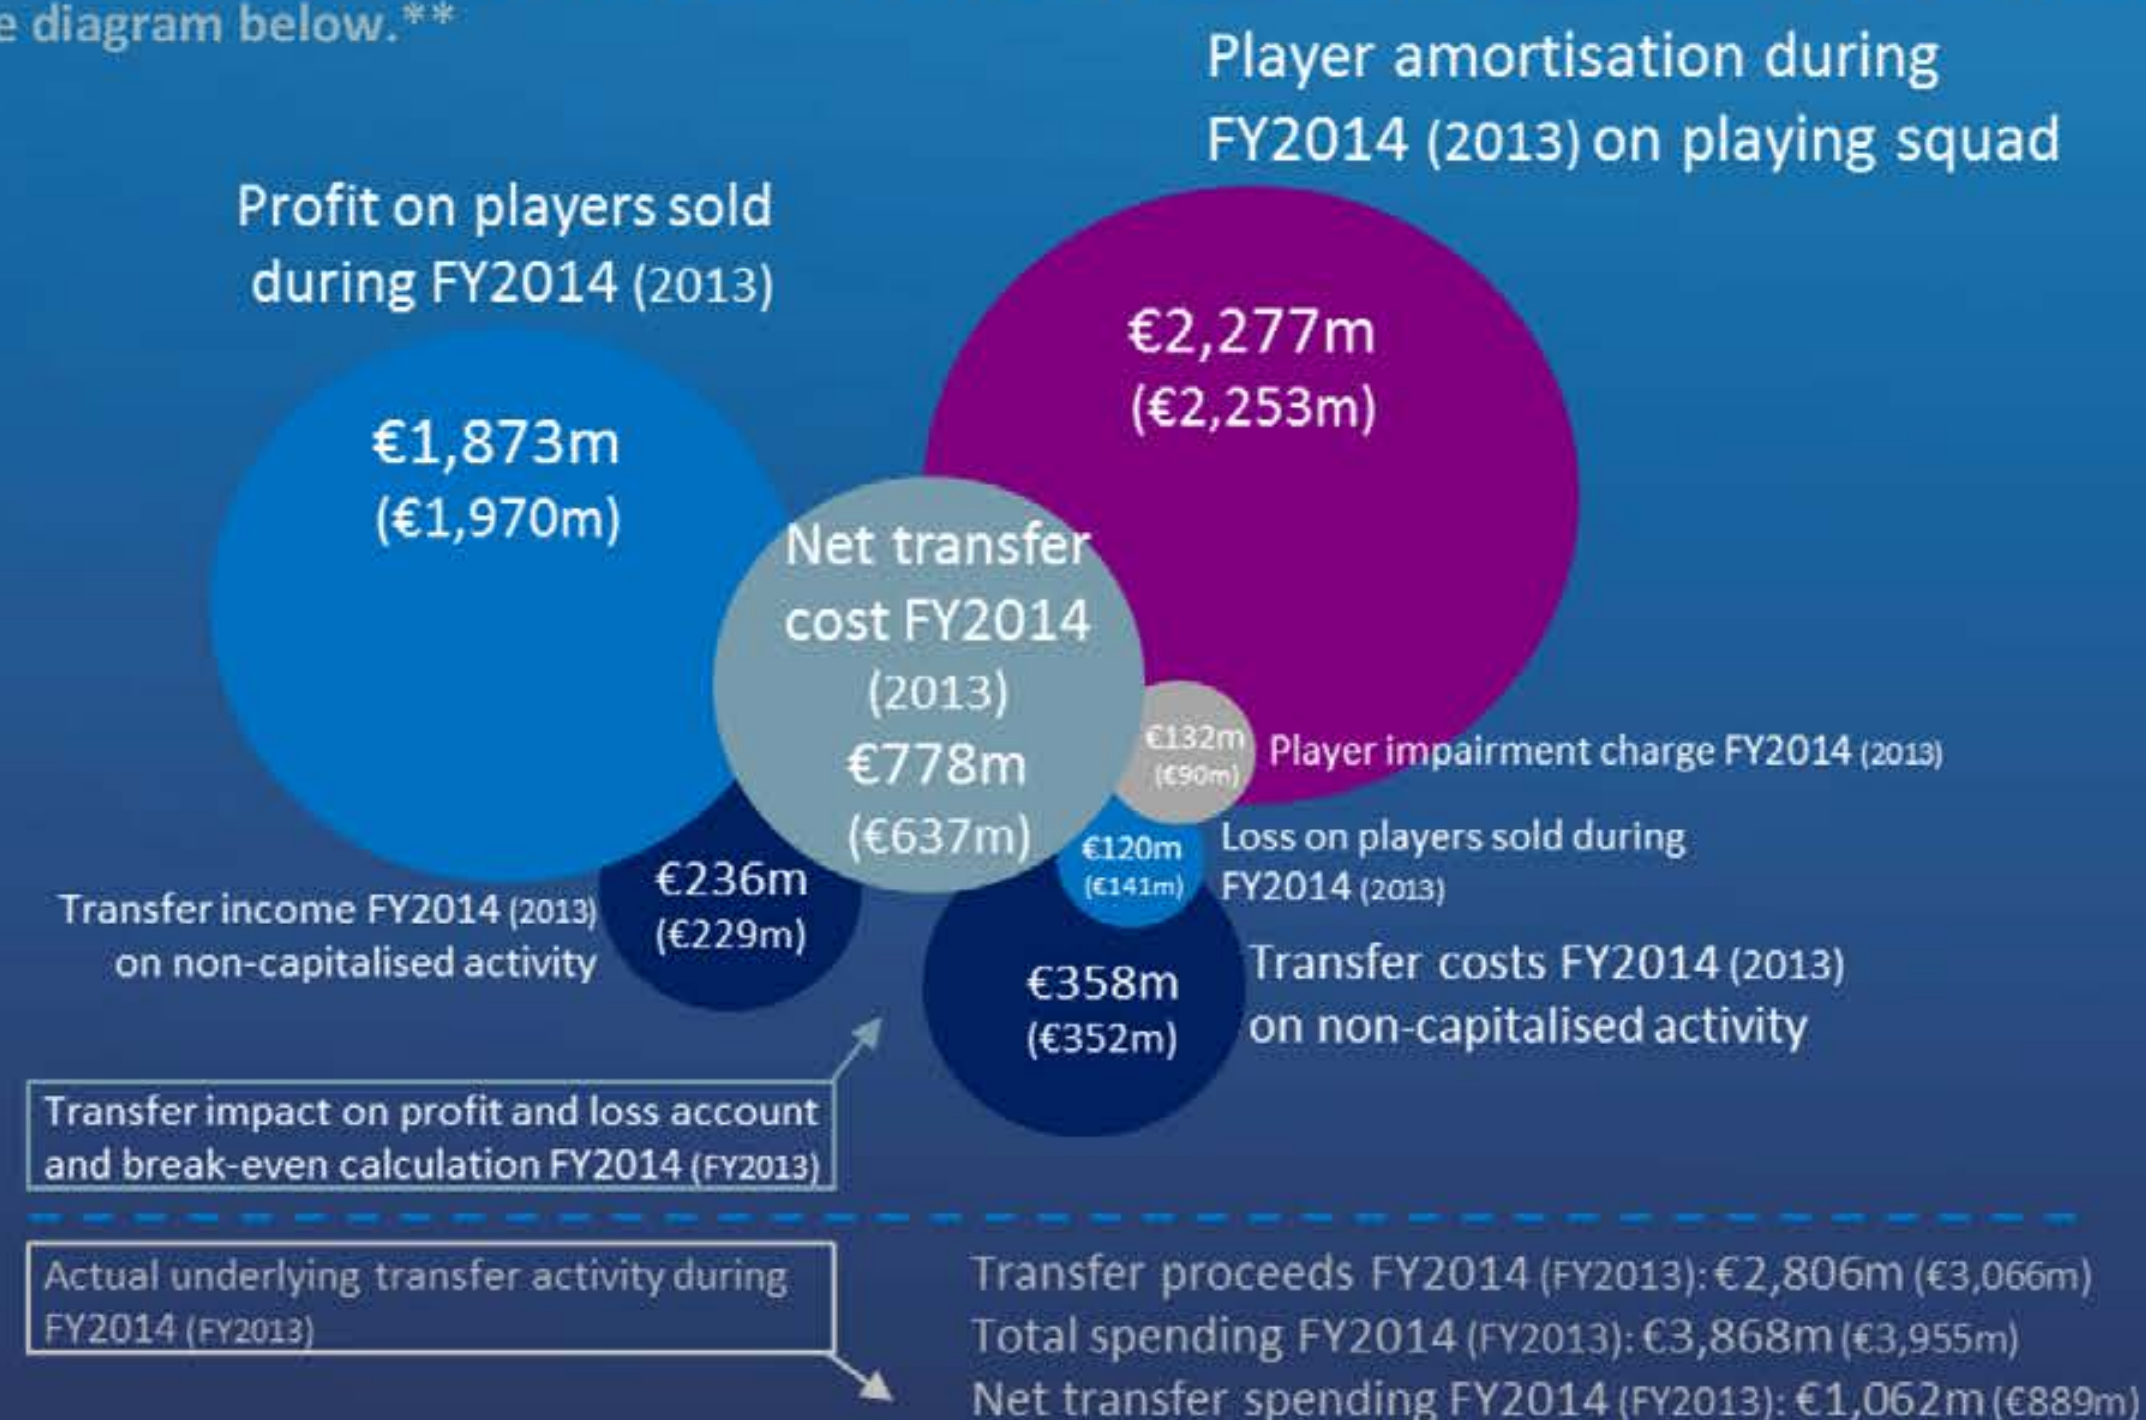 e diagram below.**
Player amortisation during
FY2014 (2013) on playing squad
Profit on players sold
during FY2014 (2013)
€2,277m
(€2,253m)
€1,873m
(€1,970m)
Net transfer
cost FY2014
(2013)
€778m
(€637m)
€132m
(€90m)
Player impairment charge FY2014 (2013)
€120m
(€141m)
Loss on players sold during
FY2014 (2013)
€236m
(€229m)
Transfer income FY2014 (2013)
on non-capitalised activity
€358m
(€352m)
Transfer costs FY2014 (2013)
on non-capitalised activity
Transfer impact on profit and loss account
and break-even calculation FY2014 (FY2013)
Actual underlying transfer activity during
FY2014 (FY2013)
Transfer proceeds FY2014 (FY2013): €2,806m (€3,066m)
Total spending FY2014 (FY2013): €3,868m (€3,955m)
Net transfer spending FY2014 (FY2013): €1,062m (€889m)